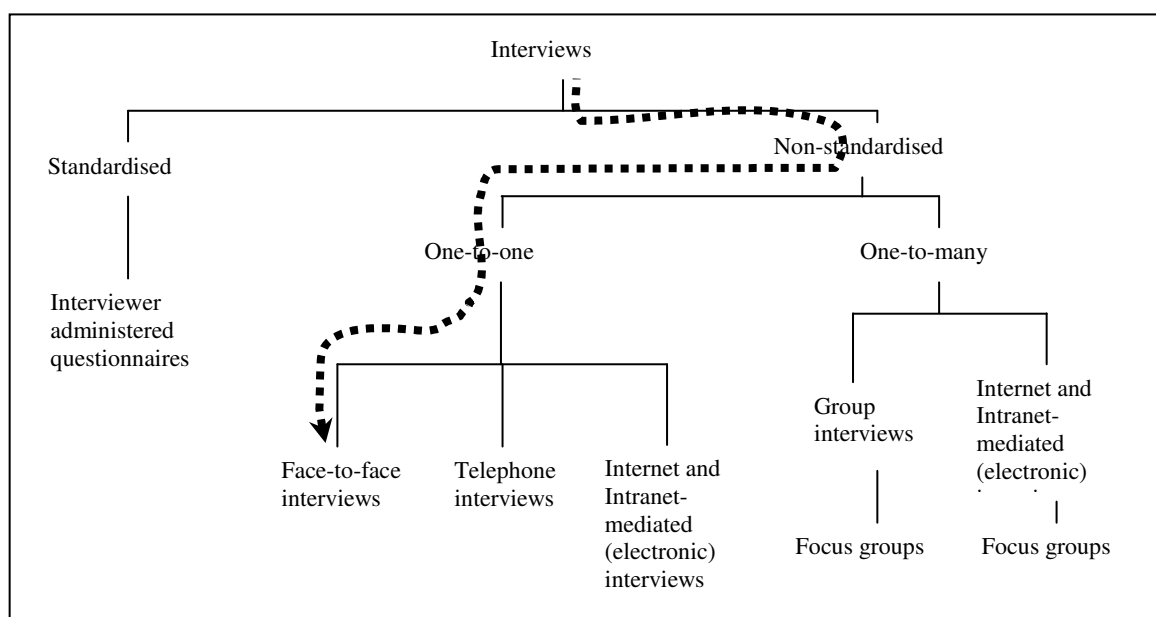 Interviews
Standardised
Non-standardised
Interviewer
administered
questionnaires
One-to-one
One-to-many
Face-to-face
interviews
Telephone
interviews
Internet and
Intranet-
mediated
(electronic)
interviews
Group
interviews
Internet and
Intranet-
mediated
(electronic)
Focus groups
Focus groups